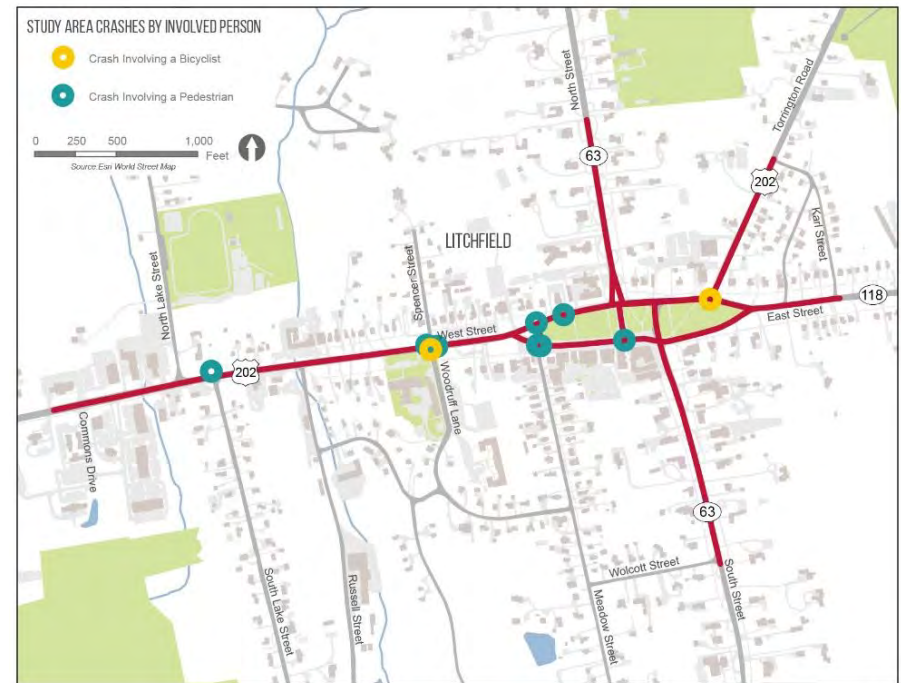 STUDY AREA CRASHES BY INVOLVED PERSON
Crash Involving a Bicyclist
Crash Involving a Pedestrian
0 250 500 1,000
Feet
Source:Esri World Street Map
North Street
63
Torrington Road
202
Karl Street
LITCHFIELD
North Lake Street
Spencer Street
West Street
118
East Street
202
Woodruff Lane
Commons Drive
63
Wolcott Street
South Lake Street
Russell Street
Meadow Street
South Street